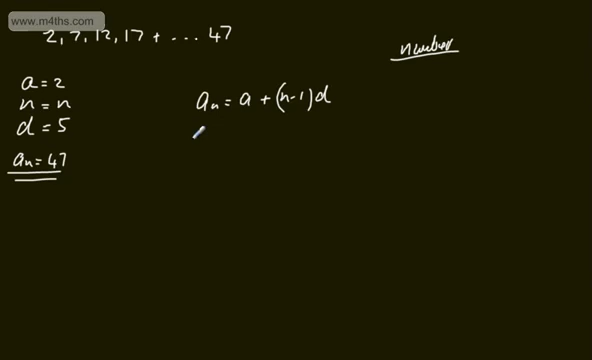 www.m4ths.com
2, 7, 12, 17 + ... 47
number
a = 2
n = n
d = 5
aₙ = 47
aₙ = a + (n-1)d